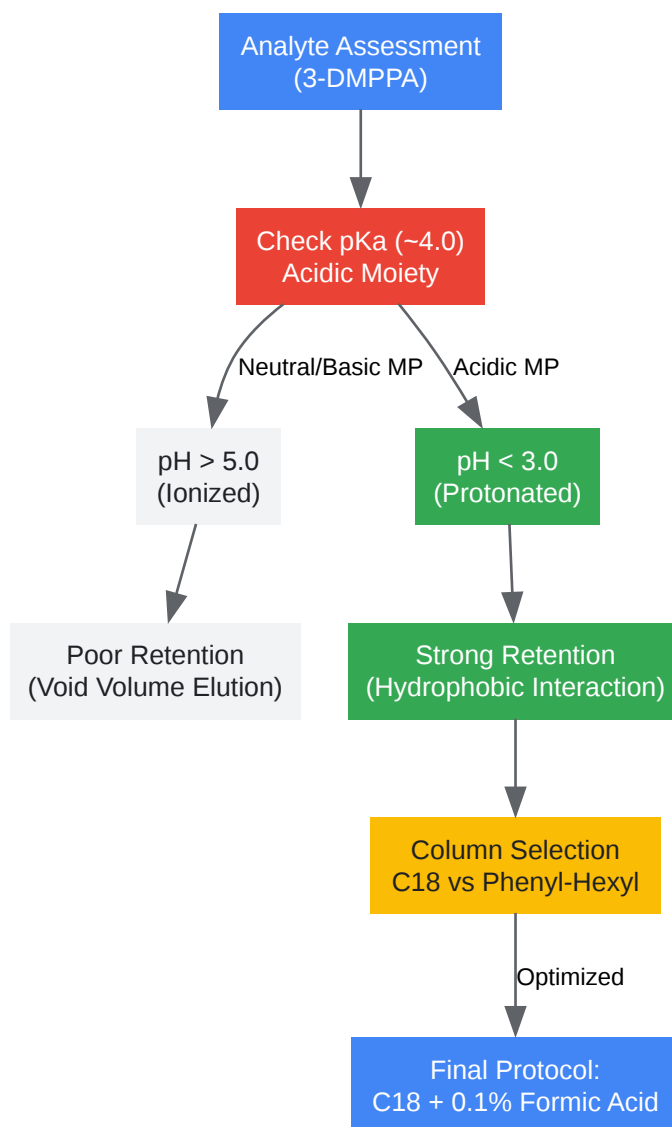 Analyte Assessment
(3-DMPPA)
Check pKa (~4.0)
Acidic Moiety
Neutral/Basic MP
Acidic MP
pH > 5.0
(Ionized)
pH < 3.0
(Protonated)
Poor Retention
(Void Volume Elution)
Strong Retention
(Hydrophobic Interaction)
Column Selection
C18 vs Phenyl-Hexyl
Optimized
Final Protocol:
C18 + 0.1% Formic Acid